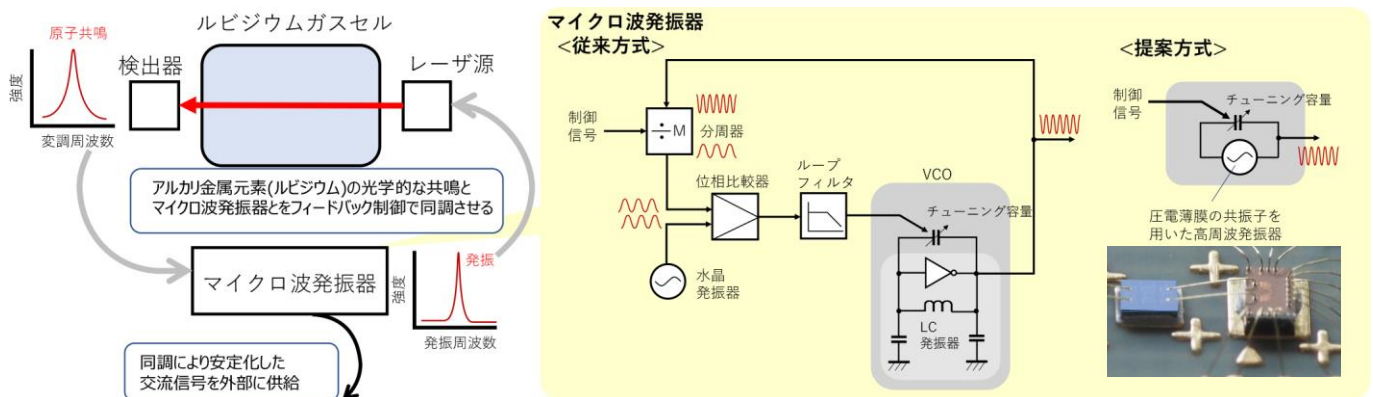 ルビジウムガスセル
原子共鳴
検出器
レーザ源
強度
変調周波数
アルカリ金属元素(ルビジウム)の光学的な共鳴と
マイクロ波発振器とをフィードバック制御で同調させる
マイクロ波発振器
強度
発振
発振周波数
同調により安定化した
交流信号を外部に供給
マイクロ波発振器
<従来方式>
制御
信号
÷M
分周器
位相比較器
ループ
フィルタ
VCO
チューニング容量
水晶
発振器
LC
発振器
<提案方式>
制御
信号
チューニング容量
圧電薄膜の共振子を
用いた高周波発振器